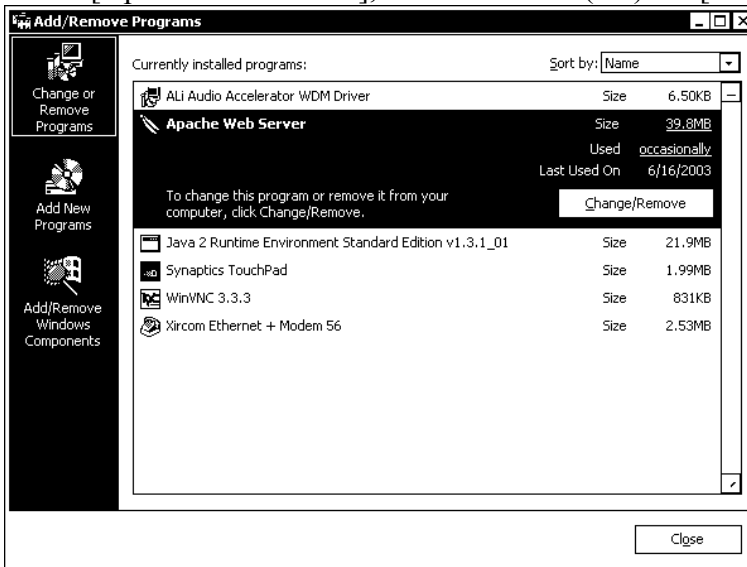 Add/Remove Programs
Change or
Remove
Programs
Add New
Programs
Add/Remove
Windows
Components
Currently installed programs:
Sort by: Name
ALi Audio Accelerator WDM Driver Size 6.50KB
Apache Web Server Size 39.8MB
Used occasionally
Last Used On 6/16/2003
To change this program or remove it from your
computer, click Change/Remove.
Change/Remove
Java 2 Runtime Environment Standard Edition v1.3.1_01 Size 21.9MB
Synaptics TouchPad Size 1.99MB
WinVNC 3.3.3 Size 831KB
Xircom Ethernet + Modem 56 Size 2.53MB
Close